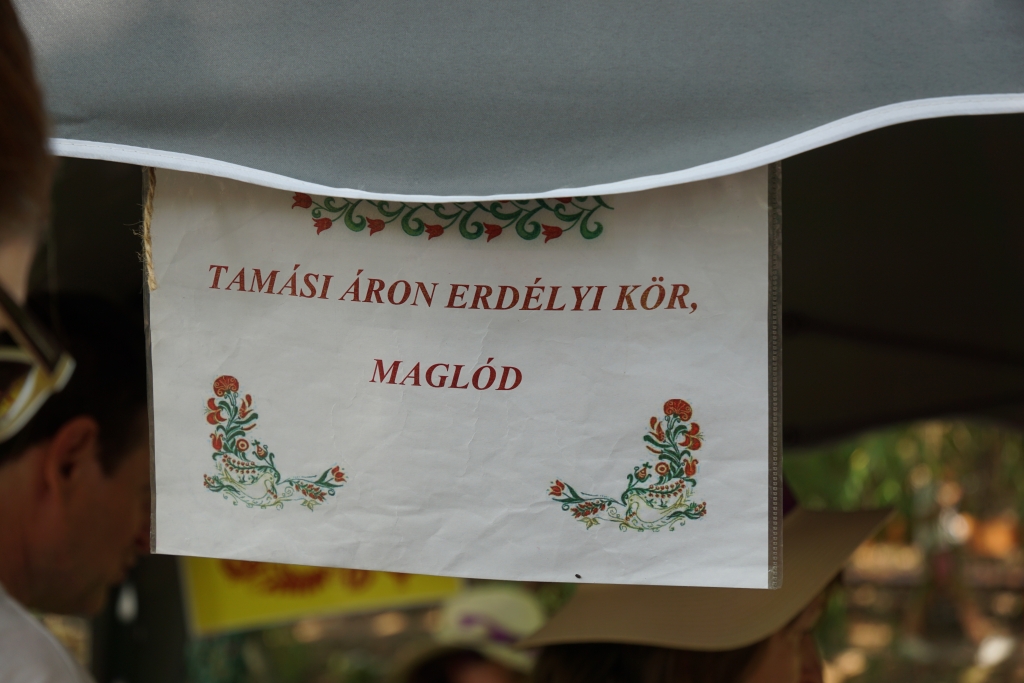 TAMÁSI ÁRON ERDÉLYI KÖR,
MAGLÓD